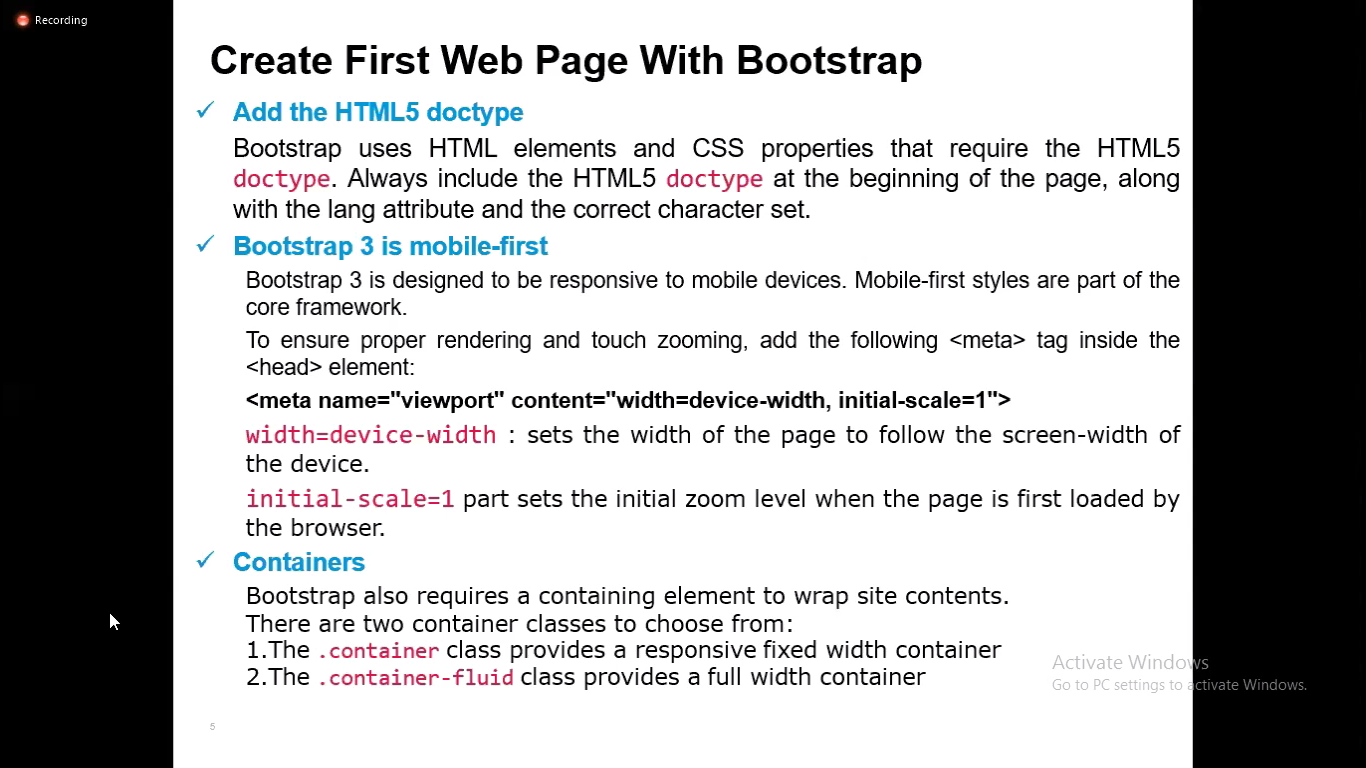 Recording
Create First Web Page With Bootstrap
✓ Add the HTML5 doctype
Bootstrap uses HTML elements and CSS properties that require the HTML5
doctype. Always include the HTML5 doctype at the beginning of the page, along
with the lang attribute and the correct character set.
✓ Bootstrap 3 is mobile-first
Bootstrap 3 is designed to be responsive to mobile devices. Mobile-first styles are part of the
core framework.
To ensure proper rendering and touch zooming, add the following <meta> tag inside the
<head> element:
<meta name="viewport" content="width=device-width, initial-scale=1">
width=device-width : sets the width of the page to follow the screen-width of
the device.
initial-scale=1 part sets the initial zoom level when the page is first loaded by
the browser.
✓ Containers
Bootstrap also requires a containing element to wrap site contents.
There are two container classes to choose from:
1.The .container class provides a responsive fixed width container
2.The .container-fluid class provides a full width container
Activate Windows
Go to PC settings to activate Windows.
5